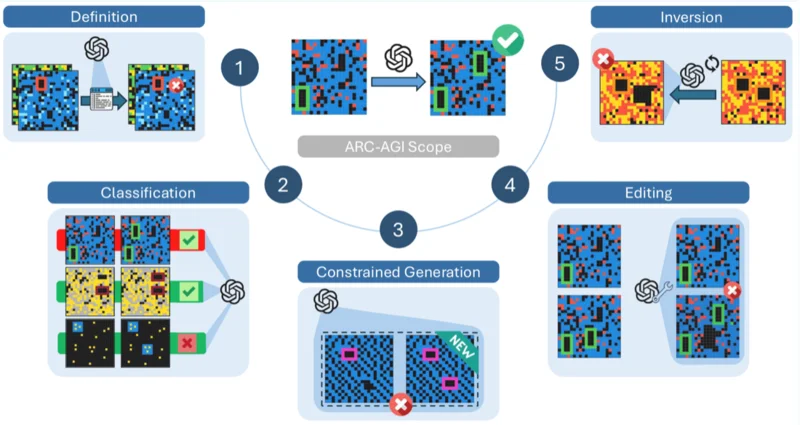 Definition
1
ARC-AGI Scope
5
Inversion
Classification
2
3
4
Editing
Constrained Generation
NEW